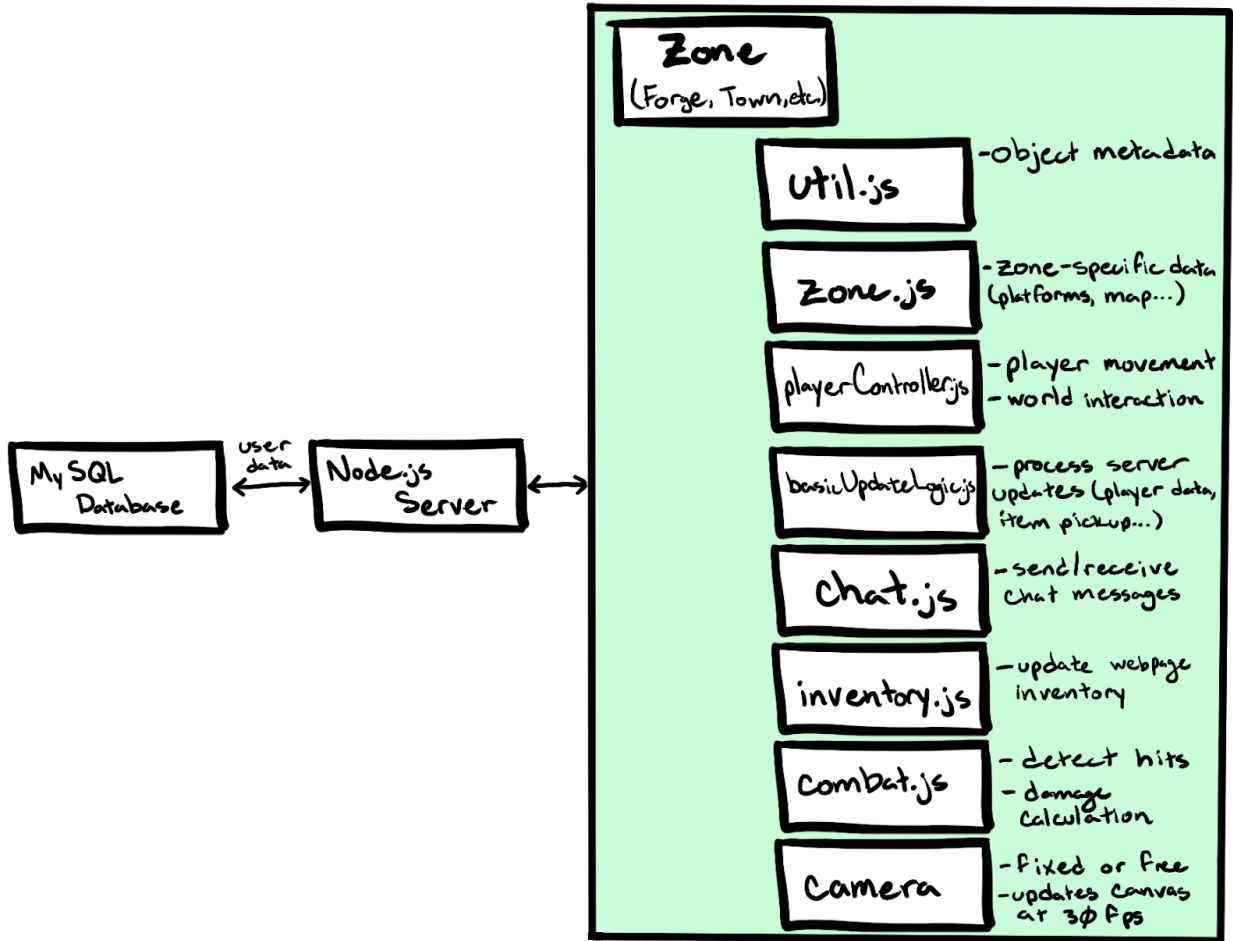 Zone
(Forge, Town, etc.)
util.js
-object metadata
zone.js
-zone-specific data
(platforms, map...)
playerController.js
-player movement
-world interaction
MySQL
Database
user
data
Node.js
Server
basicUpdateLogic.js
-process server
updates (player data,
item pickup...)
chat.js
-send/receive
chat messages
inventory.js
-update webpage
inventory
combat.js
-detect hits
-damage
calculation
camera
-fixed or free
-updates canvas
at 30 fps